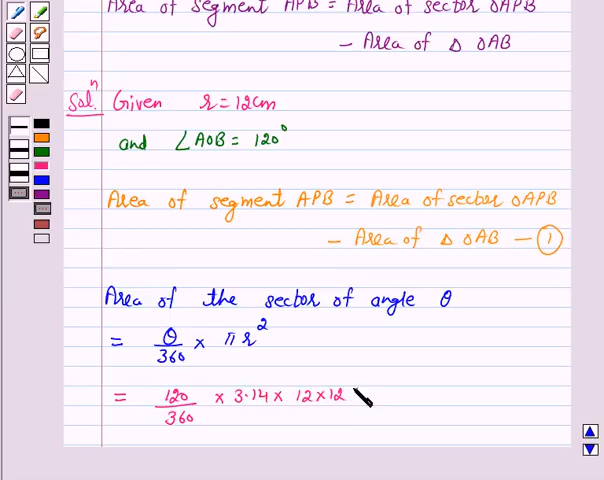 Area of segment APB = Area of sector OAPB
- Area of △ OAB
Solⁿ Given r = 12cm
and ∠AOB = 120°
Area of segment APB = Area of sector OAPB
- Area of △ OAB - ①
Area of the sector of angle θ
= θ/360 × πr²
= 120/360 × 3.14 × 12 × 12